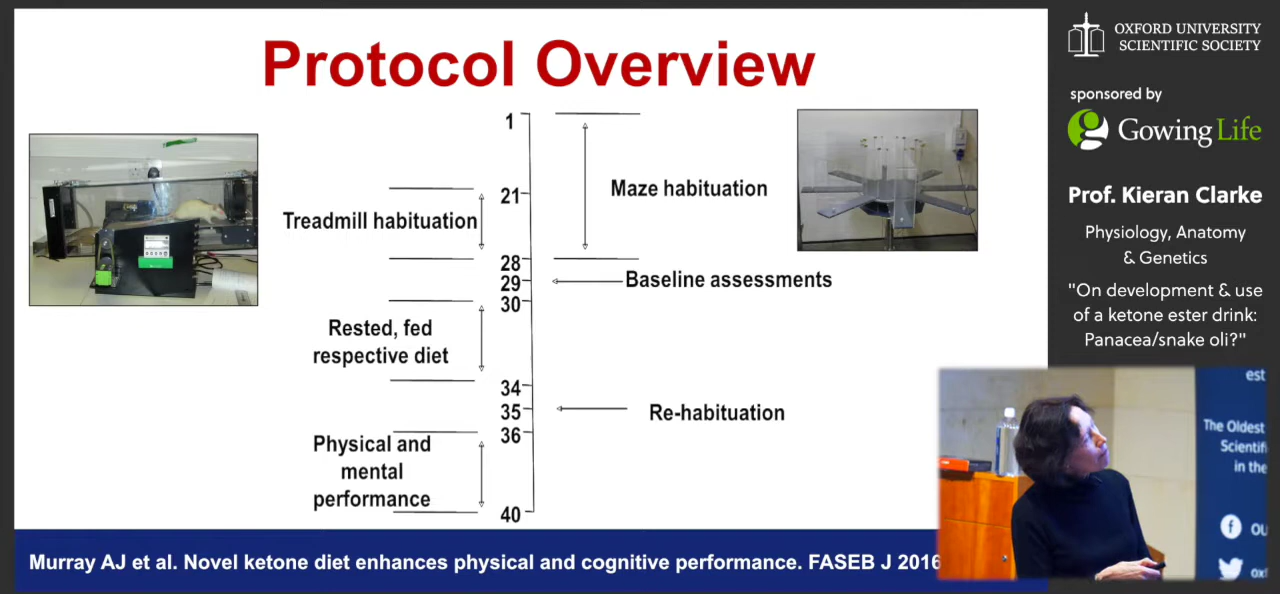 Protocol Overview
1
Maze habituation
21
Treadmill habituation
28
29
Baseline assessments
30
Rested, fed
respective diet
34
35
Re-habituation
36
Physical and
mental
performance
40
Murray AJ et al. Novel ketone diet enhances physical and cognitive performance. FASEB J 2016
OXFORD UNIVERSITY
SCIENTIFIC SOCIETY
sponsored by
Gowing Life
Prof. Kieran Clarke
Physiology, Anatomy
& Genetics
"On development & use
of a ketone ester drink:
Panacea/snake oli?"
est
The Oldest
Scientif
in the
f
OU
oxf